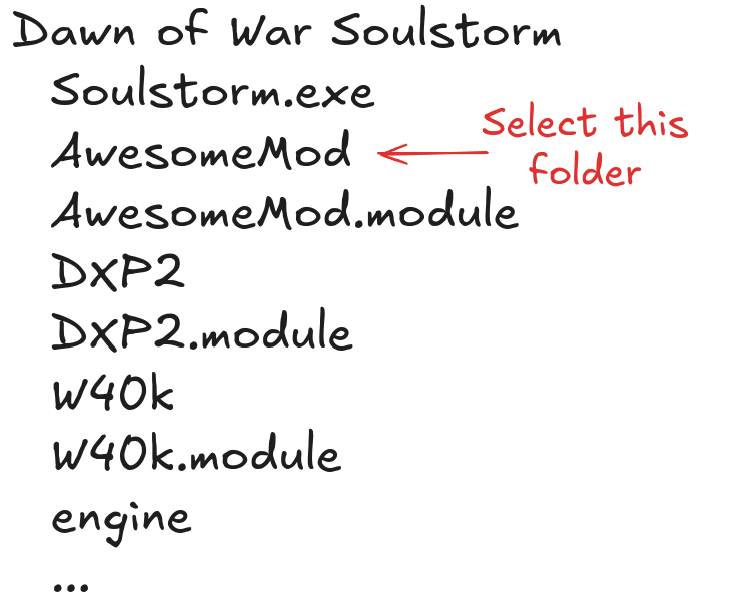 Dawn of War Soulstorm
Soulstorm.exe
AwesomeMod
Select this
folder
AwesomeMod.module
DXP2
DXP2.module
W40k
W40k.module
engine
...